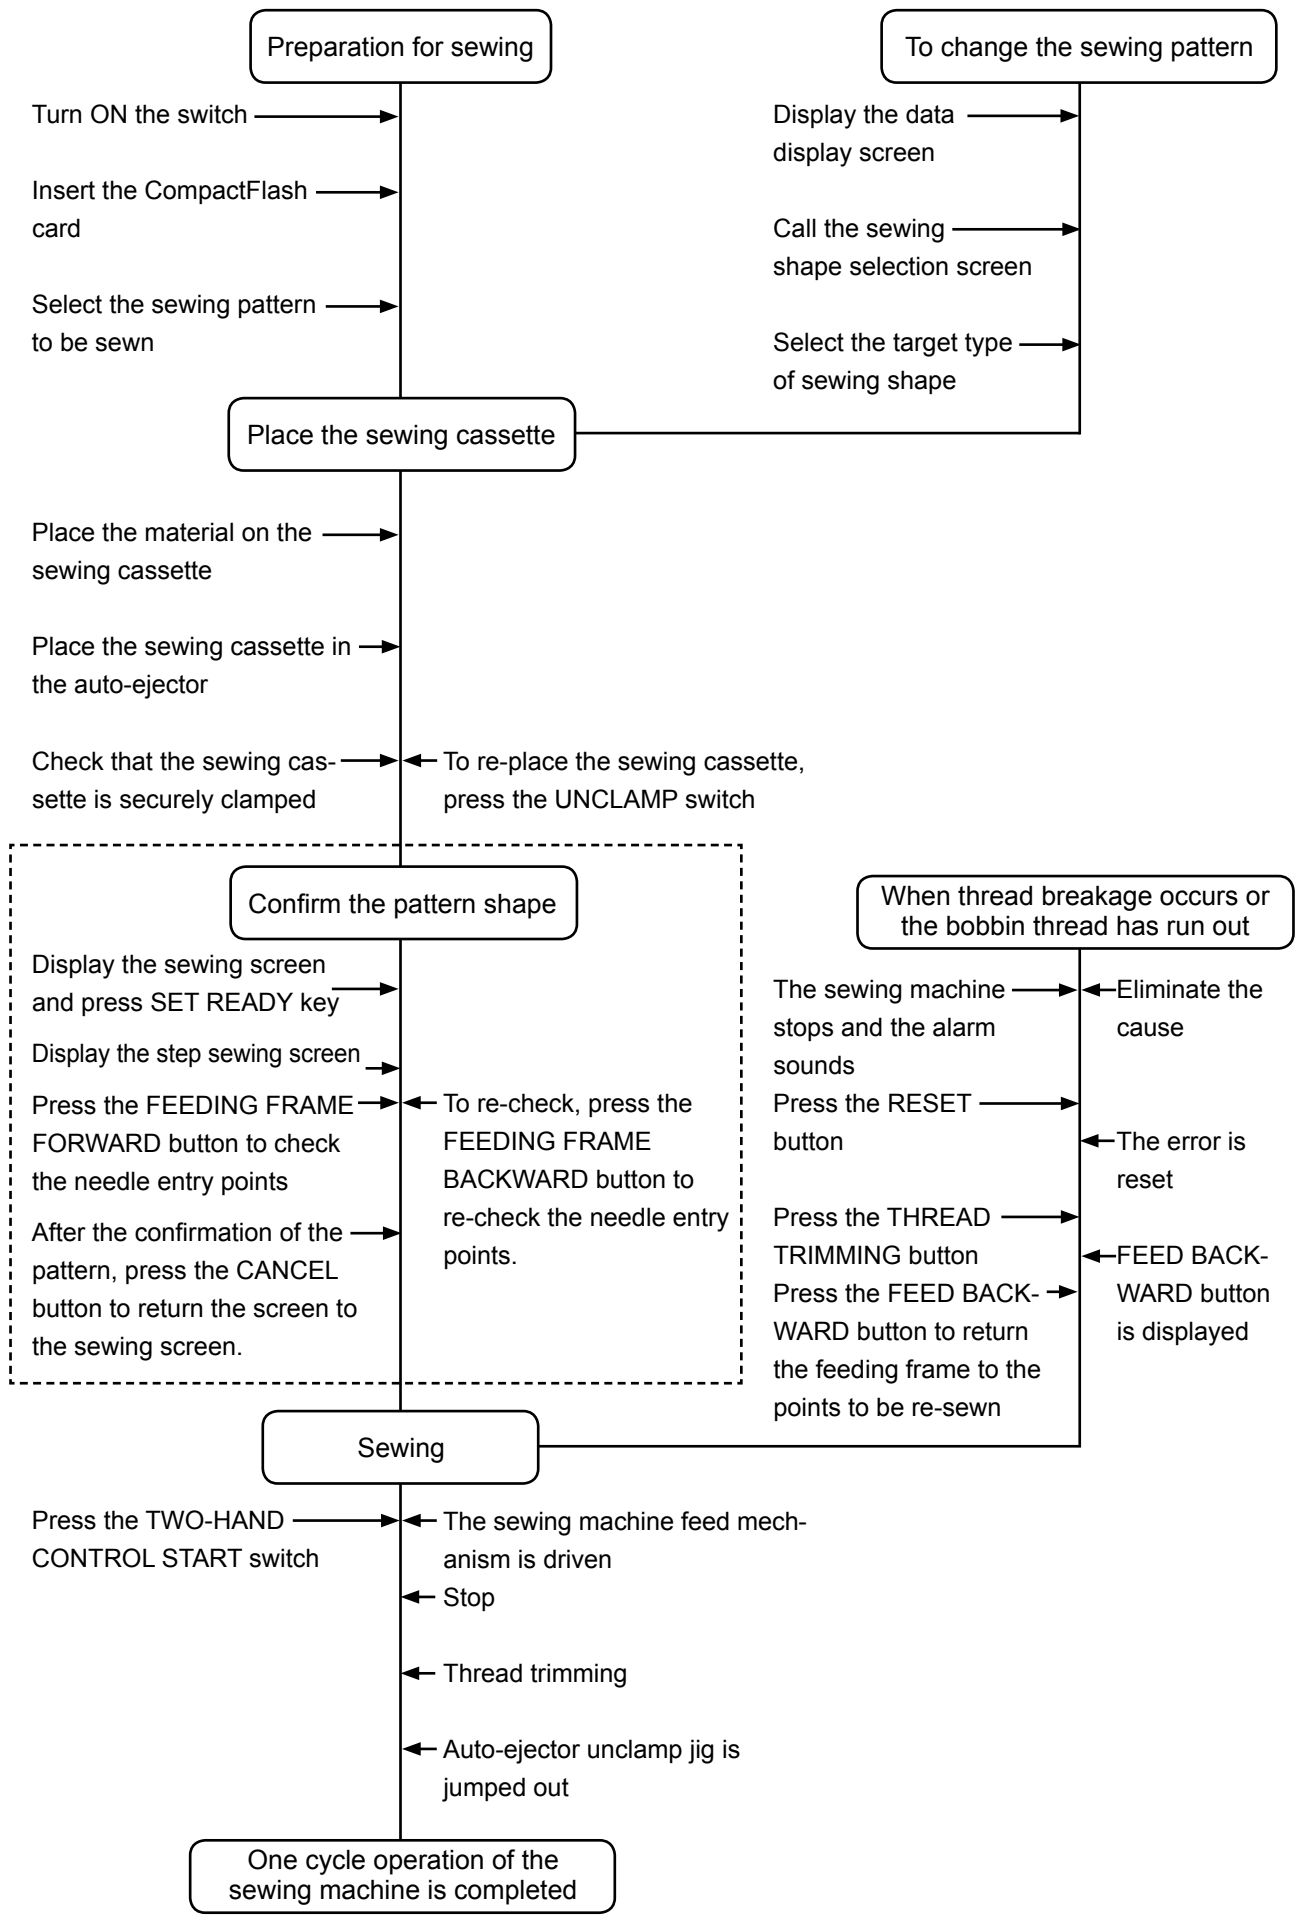 Preparation for sewing
Turn ON the switch
Insert the CompactFlash
card
Select the sewing pattern
to be sewn
To change the sewing pattern
Display the data
display screen
Call the sewing
shape selection screen
Select the target type
of sewing shape
Place the sewing cassette
Place the material on the
sewing cassette
Place the sewing cassette in
the auto-ejector
Check that the sewing cas-
sette is securely clamped
To re-place the sewing cassette,
press the UNCLAMP switch
Confirm the pattern shape
Display the sewing screen
and press SET READY key
Display the step sewing screen
Press the FEEDING FRAME
FORWARD button to check
the needle entry points
To re-check, press the
FEEDING FRAME
BACKWARD button to
re-check the needle entry
points.
After the confirmation of the
pattern, press the CANCEL
button to return the screen to
the sewing screen.
When thread breakage occurs or
the bobbin thread has run out
The sewing machine
stops and the alarm
sounds
Eliminate the
cause
Press the RESET
button
The error is
reset
Press the THREAD
TRIMMING button
FEED BACK-
WARD button
is displayed
Press the FEED BACK-
WARD button to return
the feeding frame to the
points to be re-sewn
Sewing
Press the TWO-HAND
CONTROL START switch
The sewing machine feed mech-
anism is driven
Stop
Thread trimming
Auto-ejector unclamp jig is
jumped out
One cycle operation of the
sewing machine is completed